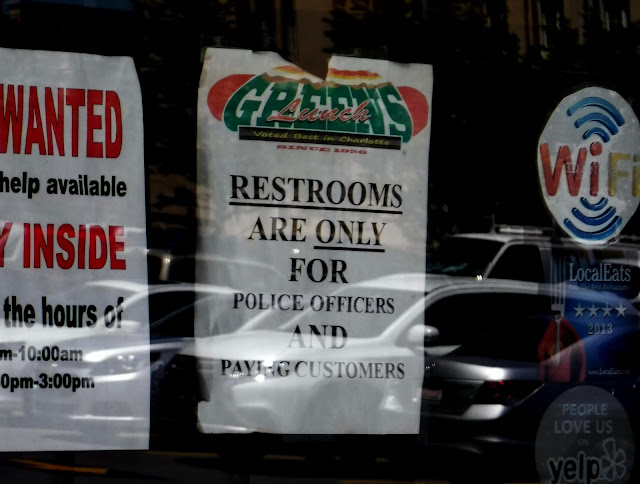 WANTED
help available
Y INSIDE
the hours of
m-10:00am
0pm-3:00pm
GREEN'S
Lunch
Voted Best in Charlotte
SINCE 1926
RESTROOMS
ARE ONLY
FOR
POLICE OFFICERS
AND
PAYING CUSTOMERS
WiFi
LocalEats
2013
PEOPLE
LOVE US
ON
yelp